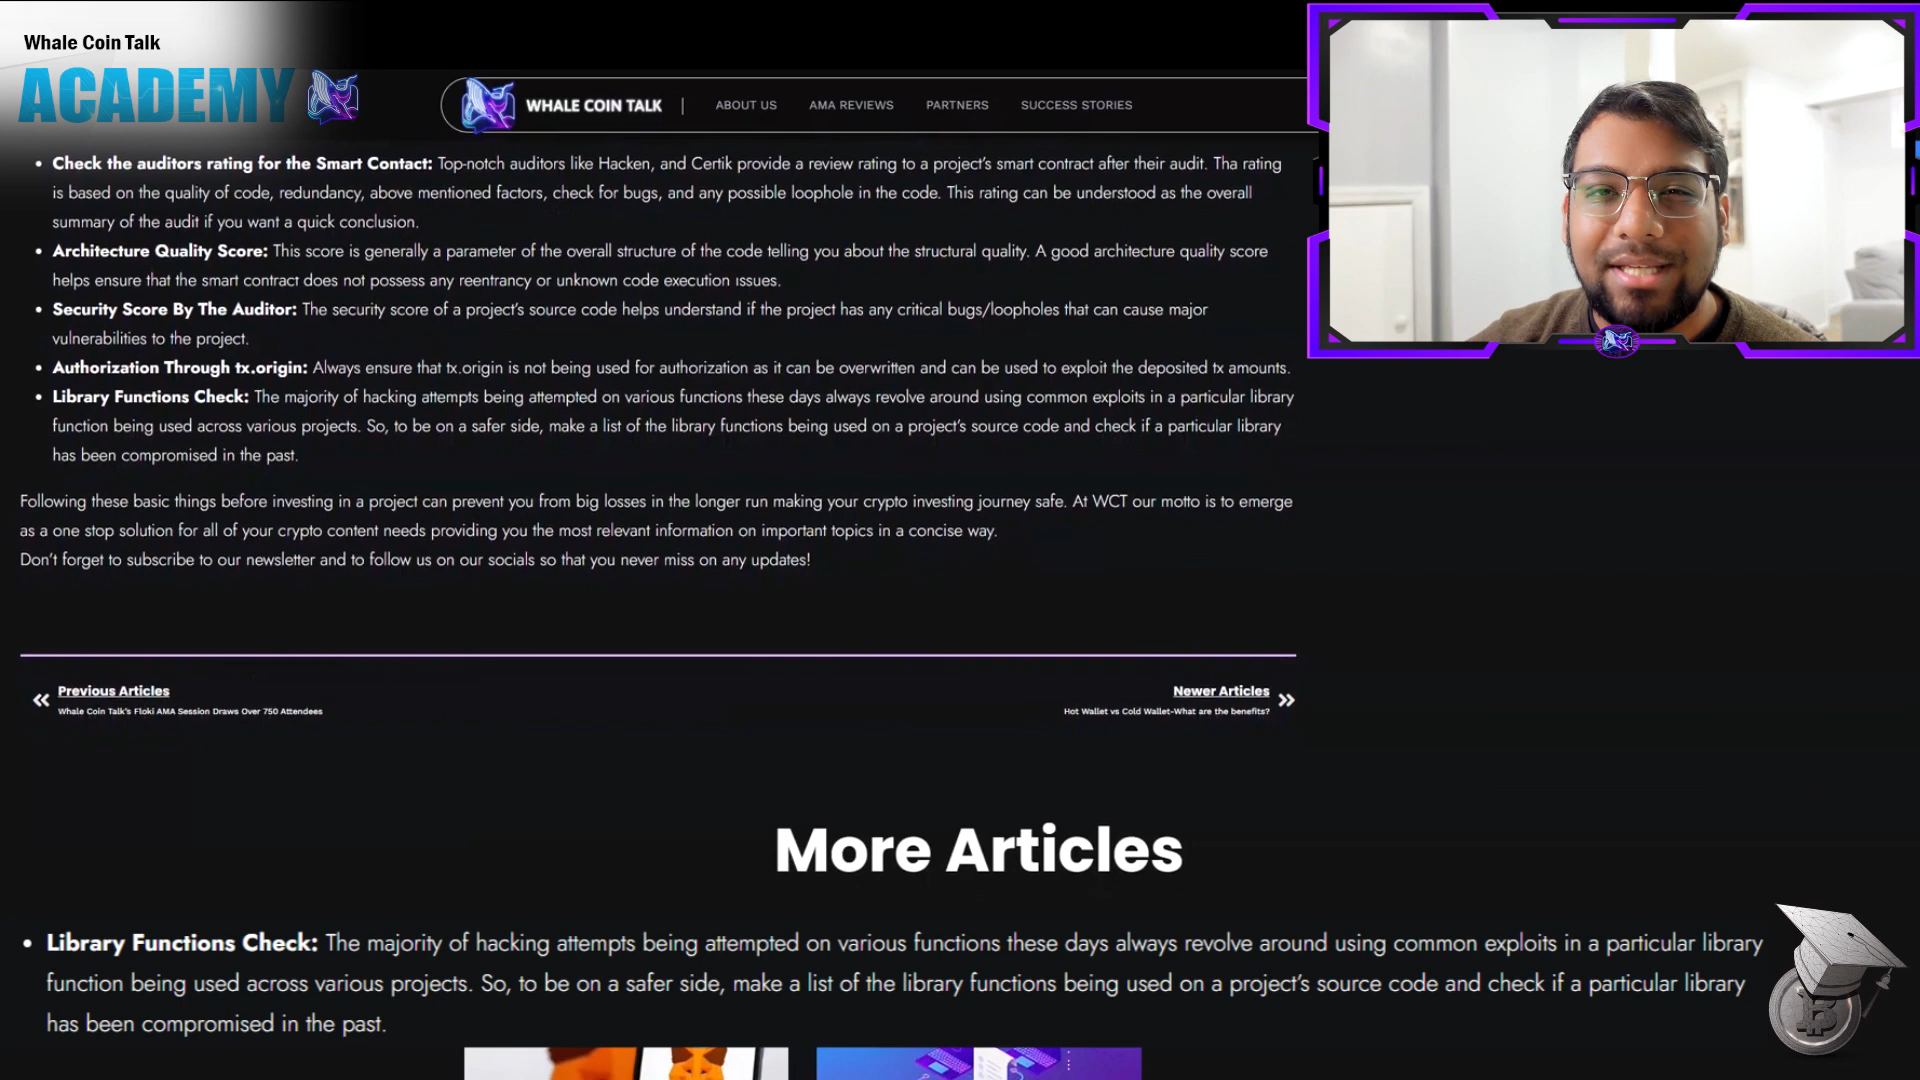 Whale Coin Talk
ACADEMY
WHALE COIN TALK | ABOUT US AMA REVIEWS PARTNERS SUCCESS STORIES
• Check the auditors rating for the Smart Contact: Top-notch auditors like Hacken, and Certik provide a review rating to a project's smart contract after their audit. Tha rating
is based on the quality of code, redundancy, above mentioned factors, check for bugs, and any possible loophole in the code. This rating can be understood as the overall
summary of the audit if you want a quick conclusion.
• Architecture Quality Score: This score is generally a parameter of the overall structure of the code telling you about the structural quality. A good architecture quality score
helps ensure that the smart contract does not possess any reentrancy or unknown code execution issues.
• Security Score By The Auditor: The security score of a project's source code helps understand if the project has any critical bugs/loopholes that can cause major
vulnerabilities to the project.
• Authorization Through tx.origin: Always ensure that tx.origin is not being used for authorization as it can be overwritten and can be used to exploit the deposited tx amounts.
• Library Functions Check: The majority of hacking attempts being attempted on various functions these days always revolve around using common exploits in a particular library
function being used across various projects. So, to be on a safer side, make a list of the library functions being used on a project's source code and check if a particular library
has been compromised in the past.
Following these basic things before investing in a project can prevent you from big losses in the longer run making your crypto investing journey safe. At WCT our motto is to emerge
as a one stop solution for all of your crypto content needs providing you the most relevant information on important topics in a concise way.
Don't forget to subscribe to our newsletter and to follow us on our socials so that you never miss on any updates!
« Previous Articles
Whale Coin Talk's Floki AMA Session Draws Over 750 Attendees
Newer Articles »
Hot Wallet vs Cold Wallet-What are the benefits?
More Articles
• Library Functions Check: The majority of hacking attempts being attempted on various functions these days always revolve around using common exploits in a particular library
function being used across various projects. So, to be on a safer side, make a list of the library functions being used on a project's source code and check if a particular library
has been compromised in the past.